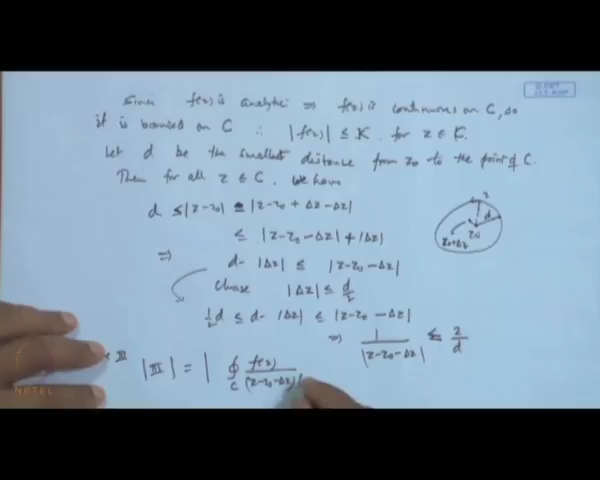 Since f(z) is analytic ⇒ f(z) is continuous on C, so
it is bounded on C ∴ |f(z)| ≤ K for z ∈ C.
Let d be the smallest distance from z0 to the point of C.
Then for all z ∈ C. We have
d ≤ |z-z0| = |z-z0 + Δz - Δz|
≤ |z-z0-Δz| + |Δz|
z
d
z0
z0+Δz
⇒ d- |Δz| ≤ |z-z0-Δz|
Choose |Δz| ≤ d/2
1/2 d ≤ d- |Δz| ≤ |z-z0-Δz|
⇒ 1/|z-z0-Δz| ≤ 2/d
III |III| = | ∮C f(z)/(z-z0-Δz)
NPTEL